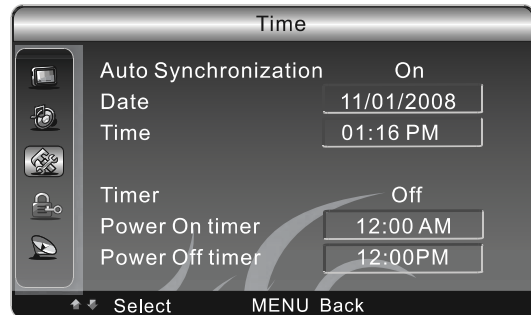 Time
Auto Synchronization On
Date 11/01/2008
Time 01:16 PM
Timer Off
Power On timer 12:00 AM
Power Off timer 12:00PM
Select MENU Back